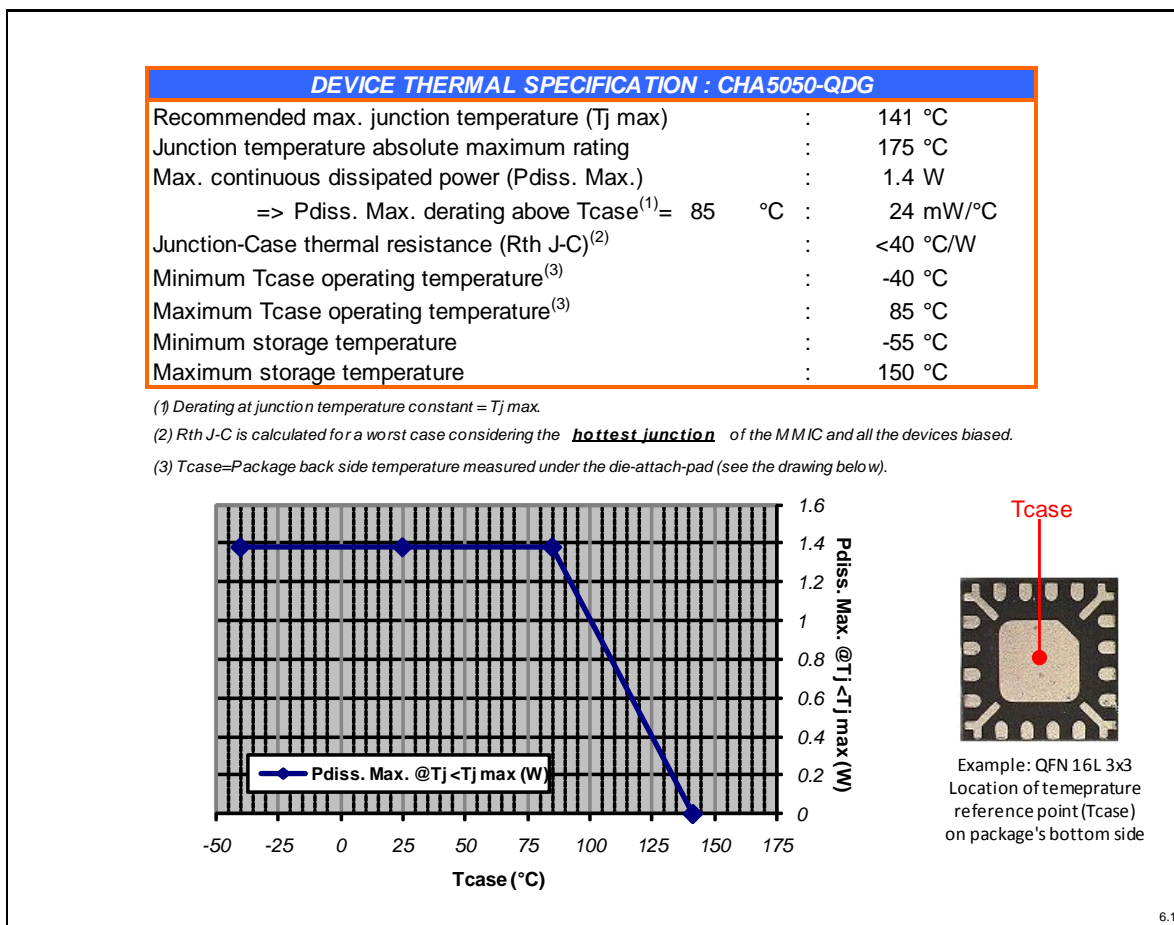 DEVICE THERMAL SPECIFICATION : CHA5050-QDG
Recommended max. junction temperature (Tj max) : 141 °C
Junction temperature absolute maximum rating : 175 °C
Max. continuous dissipated power (Pdiss. Max.) : 1.4 W
=> Pdiss. Max. derating above Tcase(1)= 85 °C : 24 mW/°C
Junction-Case thermal resistance (Rth J-C)(2) : <40 °C/W
Minimum Tcase operating temperature(3) : -40 °C
Maximum Tcase operating temperature(3) : 85 °C
Minimum storage temperature : -55 °C
Maximum storage temperature : 150 °C
(1) Derating at junction temperature constant = Tj max.
(2) Rth J-C is calculated for a worst case considering the hottest junction of the MMIC and all the devices biased.
(3) Tcase=Package back side temperature measured under the die-attach-pad (see the drawing below).
1.6
1.4
1.2
1
0.8
0.6
0.4
0.2
0
Pdiss. Max. @Tj <Tj max (W)
Pdiss. Max. @Tj <Tj max (W)
-50 -25 0 25 50 75 100 125 150 175
Tcase (°C)
Tcase
Example: QFN 16L 3x3
Location of temeprature
reference point (Tcase)
on package's bottom side
6.1